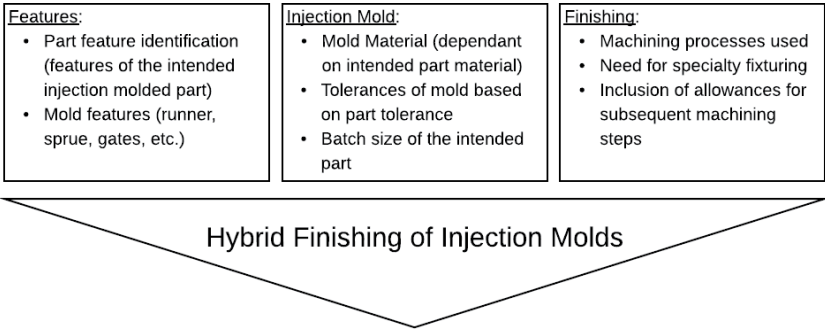 Features:
• Part feature identification
(features of the intended
injection molded part)
• Mold features (runner,
sprue, gates, etc.)
Injection Mold:
• Mold Material (dependant
on intended part material)
• Tolerances of mold based
on part tolerance
• Batch size of the intended
part
Finishing:
• Machining processes used
• Need for specialty fixturing
• Inclusion of allowances for
subsequent machining
steps
Hybrid Finishing of Injection Molds